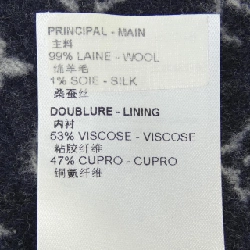 PRINCIPAL - MAIN
主料
99% LAINE - WOOL
绵羊毛
1% SOIE - SILK
桑蚕丝
DOUBLURE - LINING
内衬
53% VISCOSE - VISCOSE
粘胶纤维
47% CUPRO - CUPRO
铜氨纤维